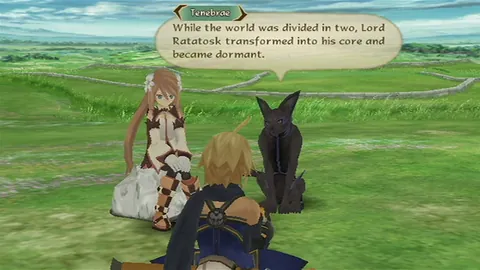 Tenebrae
While the world was divided in two, Lord
Ratatosk transformed into his core and
became dormant.